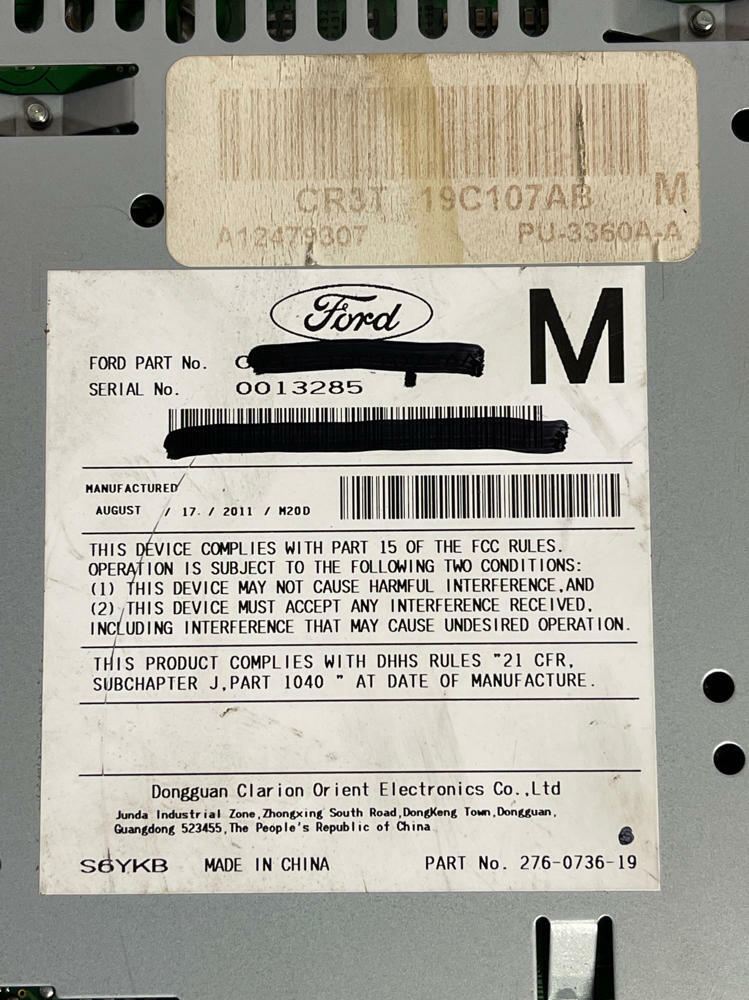 CR3T 19C107AB M
A12479307 PU-3360A-A
Ford
M
FORD PART No.
SERIAL No. 0013285
MANUFACTURED
AUGUST / 17. / 2011 / M20D
THIS DEVICE COMPLIES WITH PART 15 OF THE FCC RULES.
OPERATION IS SUBJECT TO THE FOLLOWING TWO CONDITIONS:
(1) THIS DEVICE MAY NOT CAUSE HARMFUL INTERFERENCE,AND
(2) THIS DEVICE MUST ACCEPT ANY INTERFERENCE RECEIVED,
INCLUDING INTERFERENCE THAT MAY CAUSE UNDESIRED OPERATION.
THIS PRODUCT COMPLIES WITH DHHS RULES "21 CFR,
SUBCHAPTER J,PART 1040 " AT DATE OF MANUFACTURE.
Dongguan Clarion Orient Electronics Co.,Ltd
Junda Industrial Zone,Zhongxing South Road,DongKeng Town,Dongguan,
Guangdong 523455,The People's Republic of China
S6YKB MADE IN CHINA PART No. 276-0736-19